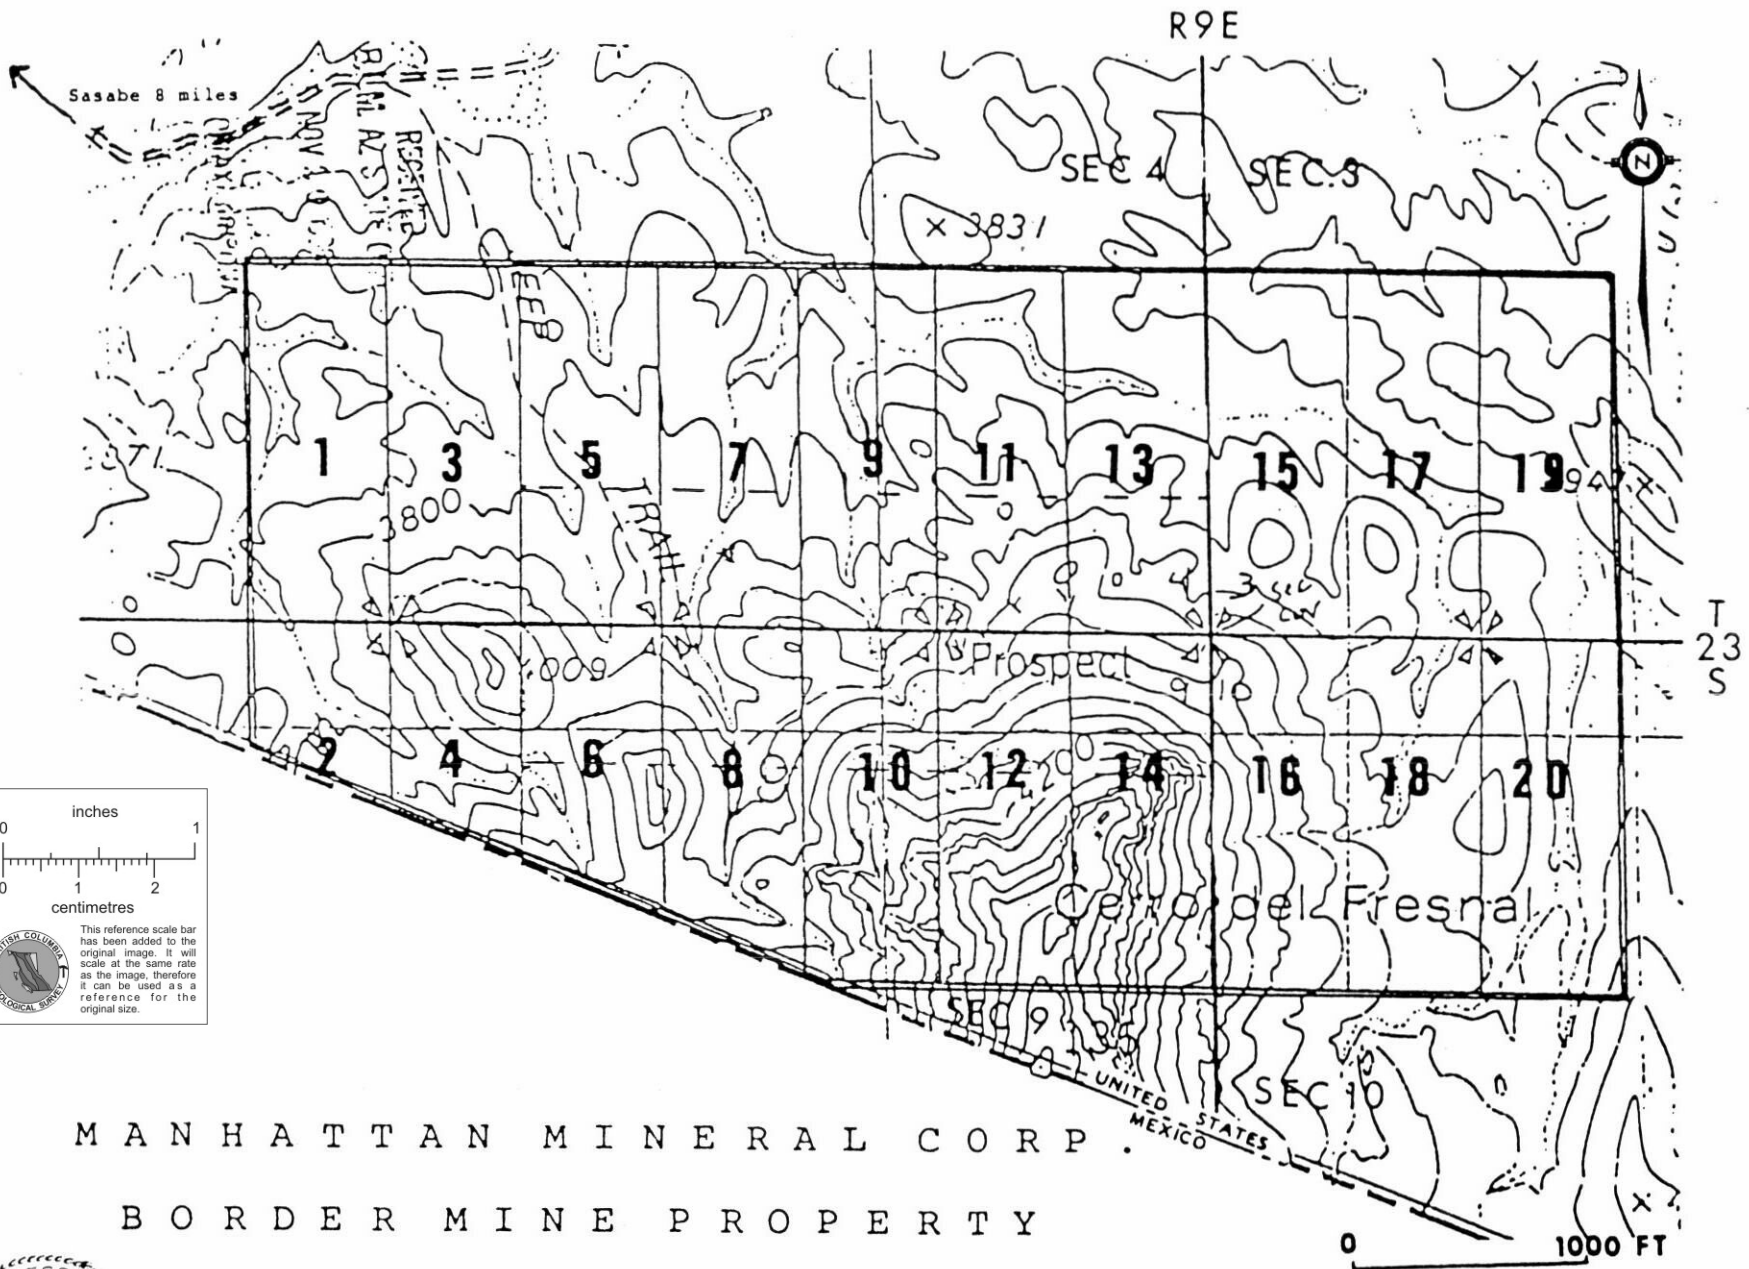 R9E
Sasabe 8 miles
SEC 4
SEC. 3
N
x 3831
1
3
5
7
9
11
13
15
17
19
3800
TRAIL
T
23
S
Prospect
2
4
6
8
10
12
14
16
18
20
inches
0 1
0 1 2
centimetres
This reference scale bar
has been added to the
original image. It will
scale at the same rate
as the image, therefore
it can be used as a
reference for the
original size.
del Fresnal
SEC 9
SEC 10
UNITED STATES
MEXICO
MANHATTAN MINERAL CORP.
BORDER MINE PROPERTY
0 1000 FT